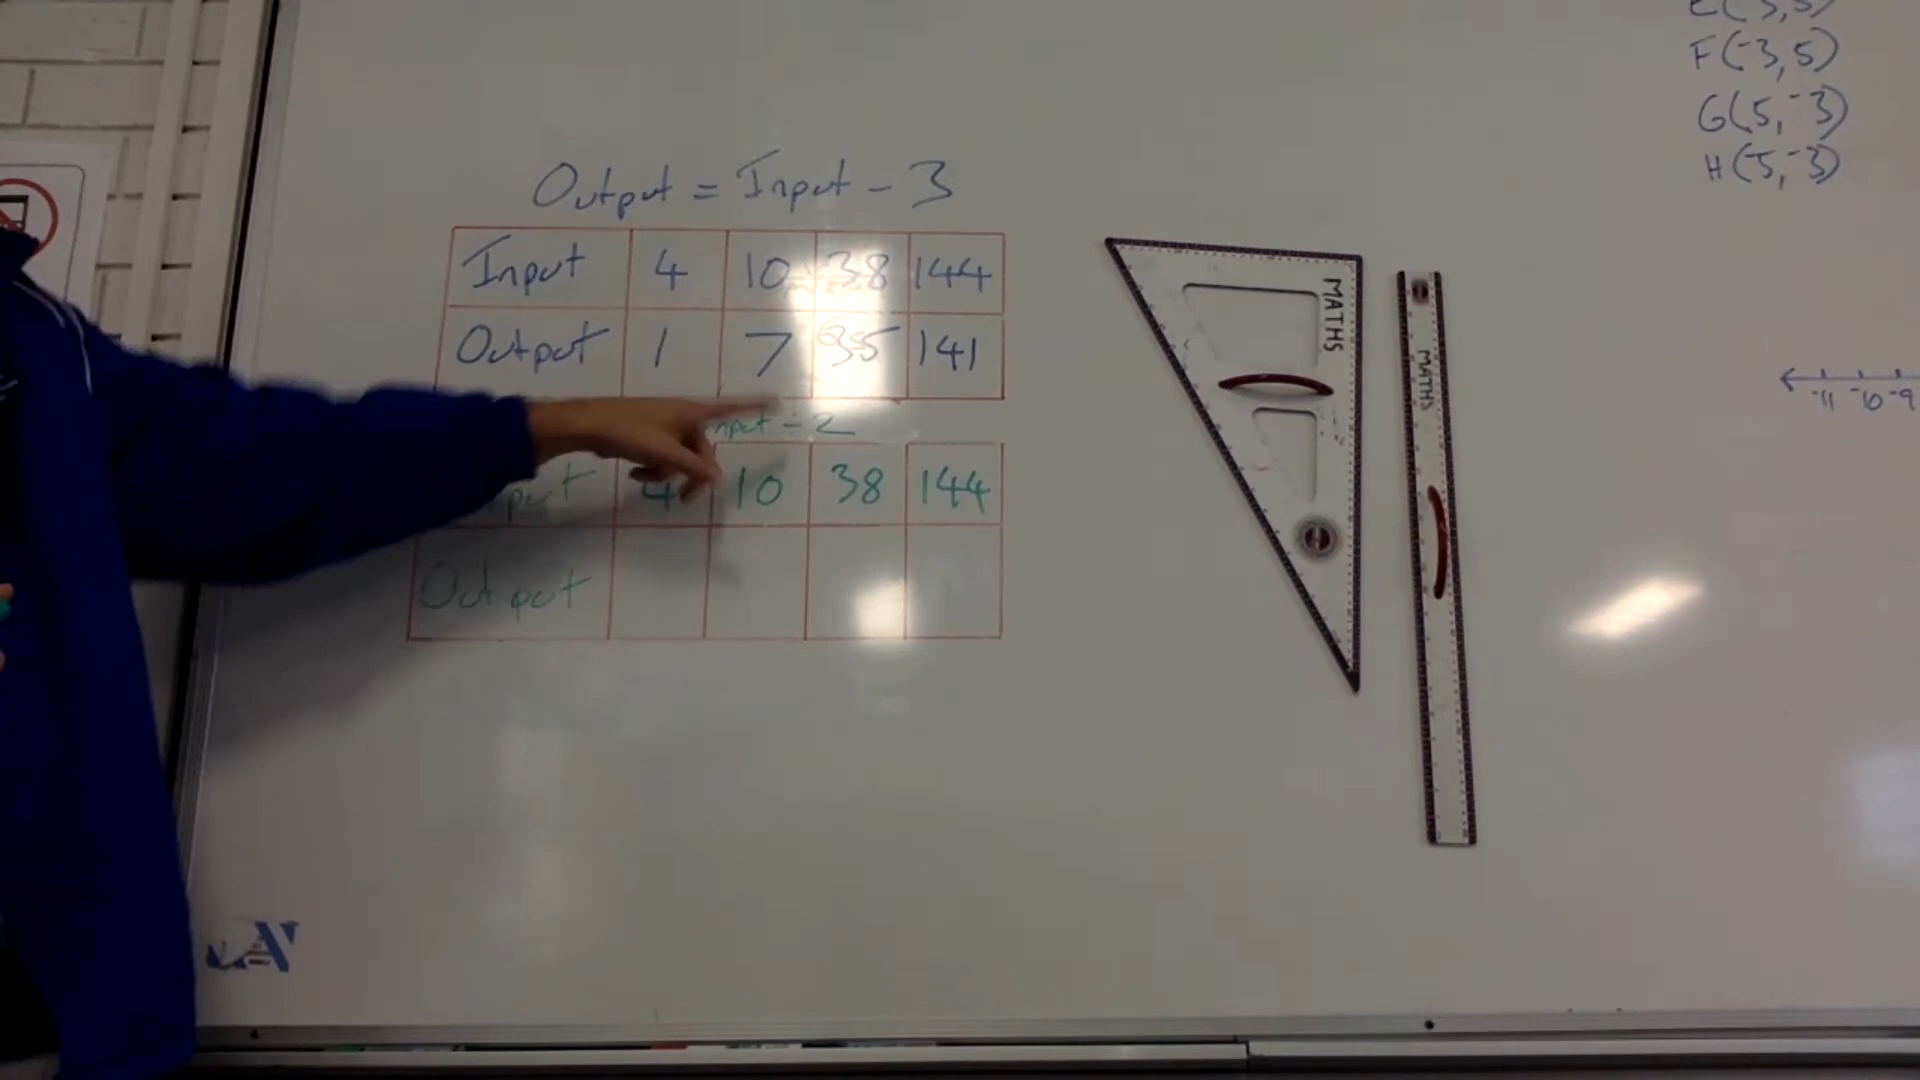 Output = Input - 3
Input 4 10 38 144
Output 1 7 35 141
÷ 2
4 10 38 144
Output
F(-3, 5)
G(5, -3)
H(-5, -3)
MATHS
MATHS
-11 -10 -9